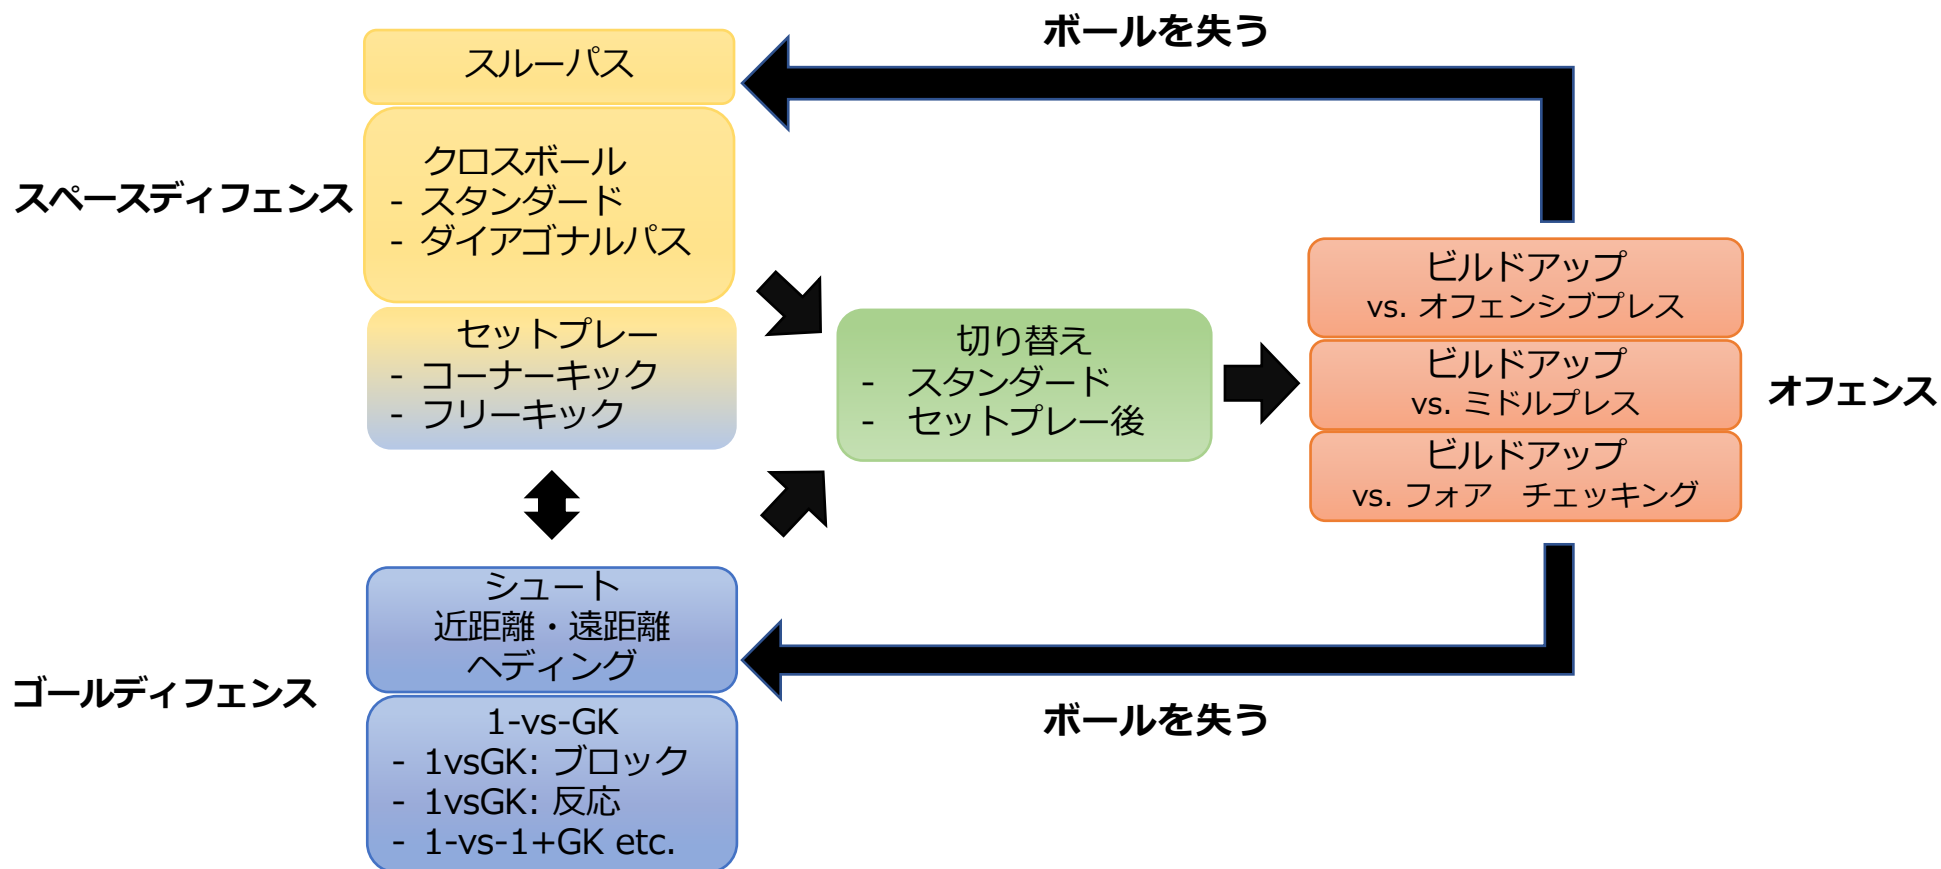 ボールを失う
スルーパス
クロスボール
- スタンダード
- ダイアゴナルパス
スペースディフェンス
セットプレー
- コーナーキック
- フリーキック
切り替え
- スタンダード
- セットプレー後
ビルドアップ
vs. オフェンシブプレス
ビルドアップ
vs. ミドルプレス
ビルドアップ
vs. フォア　チェッキング
オフェンス
シュート
近距離・遠距離
ヘディング
ゴールディフェンス
1-vs-GK
- 1vsGK: ブロック
- 1vsGK: 反応
- 1-vs-1+GK etc.
ボールを失う